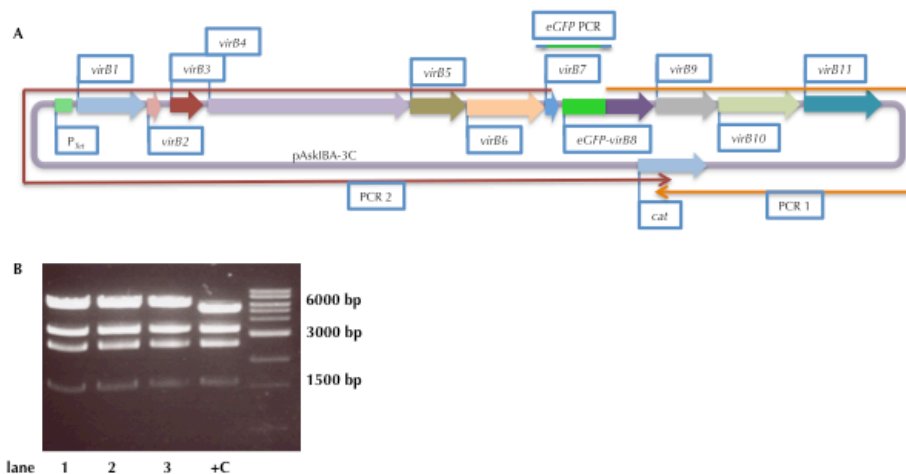 A
virB4
eGFP PCR
virB1
virB3
virB5
virB7
virB9
virB11
PTet
virB2
virB6
eGFP-virB8
virB10
pAskIBA-3C
PCR 2
cat
PCR 1
B
6000 bp
3000 bp
1500 bp
lane 1 2 3 +C